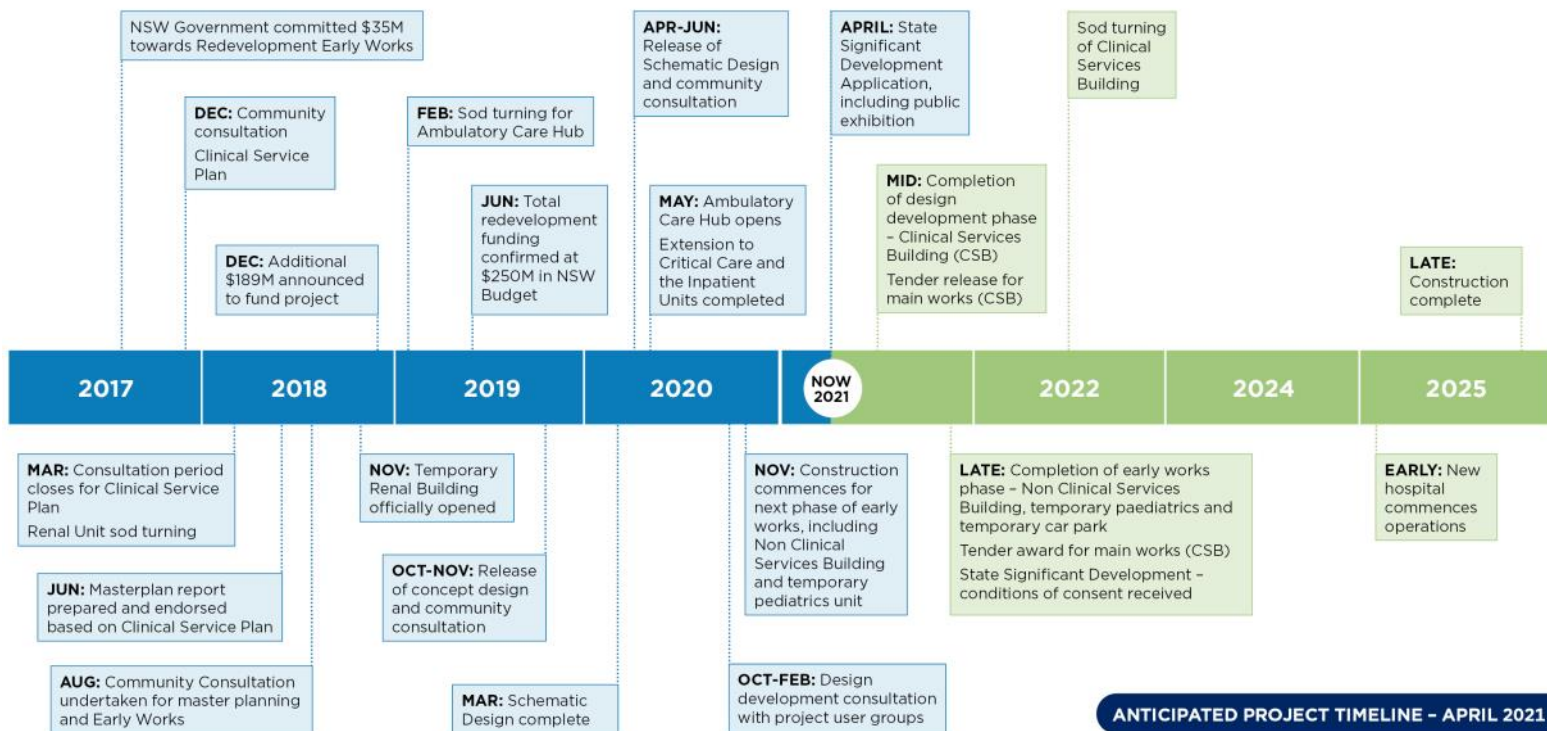 NSW Government committed $35M
towards Redevelopment Early Works
DEC: Community
consultation
Clinical Service
Plan
DEC: Additional
$189M announced
to fund project
FEB: Sod turning for
Ambulatory Care Hub
JUN: Total
redevelopment
funding
confirmed at
$250M in NSW
Budget
APR-JUN:
Release of
Schematic Design
and community
consultation
MAY: Ambulatory
Care Hub opens
Extension to
Critical Care and
the Inpatient
Units completed
APRIL: State
Significant
Development
Application,
including public
exhibition
MID: Completion
of design
development phase
– Clinical Services
Building (CSB)
Tender release for
main works (CSB)
Sod turning
of Clinical
Services
Building
LATE:
Construction
complete
2017
2018
2019
2020
NOW
2021
2022
2024
2025
MAR: Consultation period
closes for Clinical Service
Plan
Renal Unit sod turning
JUN: Masterplan report
prepared and endorsed
based on Clinical Service Plan
AUG: Community Consultation
undertaken for master planning
and Early Works
NOV: Temporary
Renal Building
officially opened
OCT-NOV: Release
of concept design
and community
consultation
MAR: Schematic
Design complete
NOV: Construction
commences for
next phase of early
works, including
Non Clinical
Services Building
and temporary
pediatrics unit
OCT-FEB: Design
development consultation
with project user groups
LATE: Completion of early works
phase – Non Clinical Services
Building, temporary paediatrics and
temporary car park
Tender award for main works (CSB)
State Significant Development –
conditions of consent received
EARLY: New
hospital
commences
operations
ANTICIPATED PROJECT TIMELINE – APRIL 2021